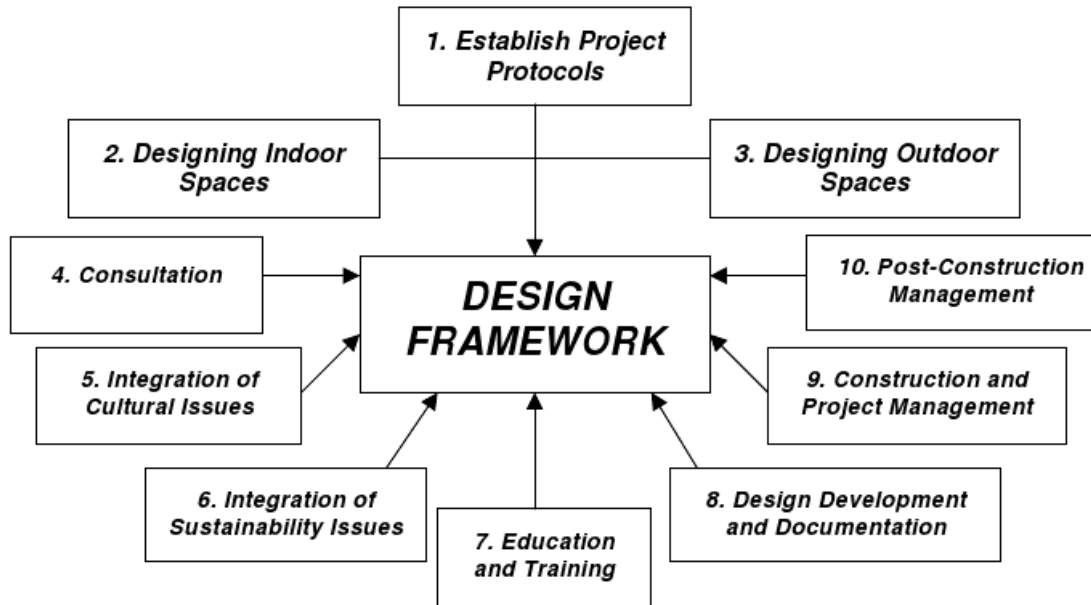 1. Establish Project
Protocols
2. Designing Indoor
Spaces
3. Designing Outdoor
Spaces
4. Consultation
10. Post-Construction
Management
DESIGN
FRAMEWORK
5. Integration of
Cultural Issues
9. Construction and
Project Management
6. Integration of
Sustainability Issues
7. Education
and Training
8. Design Development
and Documentation